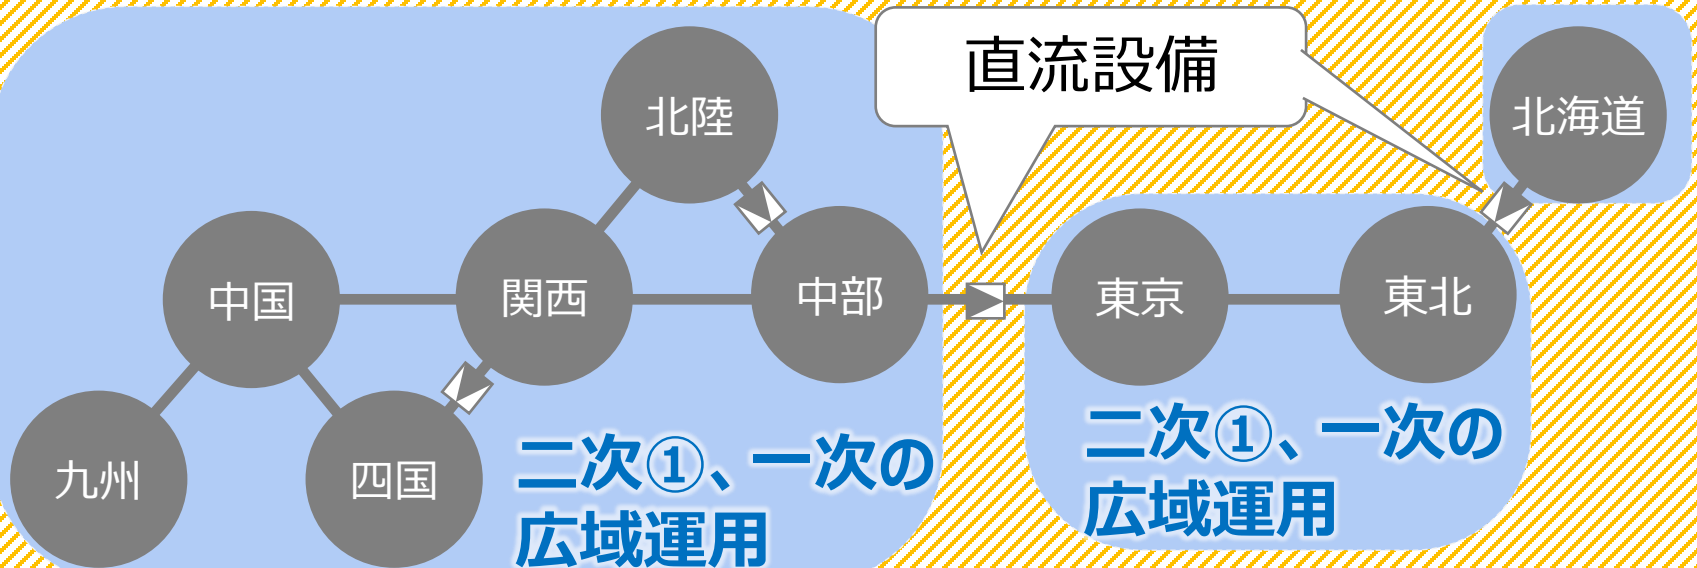 直流設備
北陸
北海道
中国
関西
中部
東京
東北
九州
四国
二次①、一次の
広域運用
二次①、一次の
広域運用